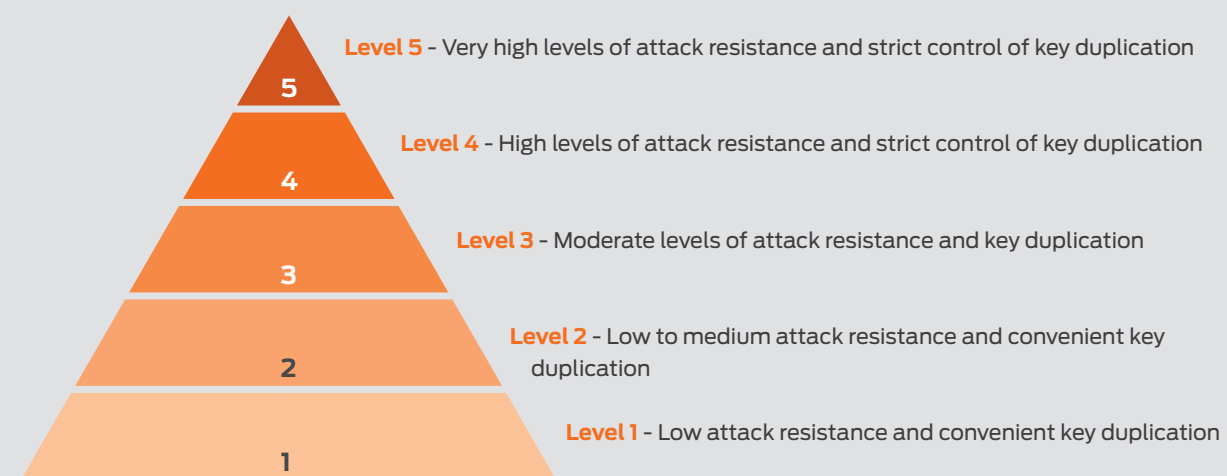 Level 5 - Very high levels of attack resistance and strict control of key duplication
5
Level 4 - High levels of attack resistance and strict control of key duplication
4
Level 3 - Moderate levels of attack resistance and key duplication
3
Level 2 - Low to medium attack resistance and convenient key
duplication
2
Level 1 - Low attack resistance and convenient key duplication
1